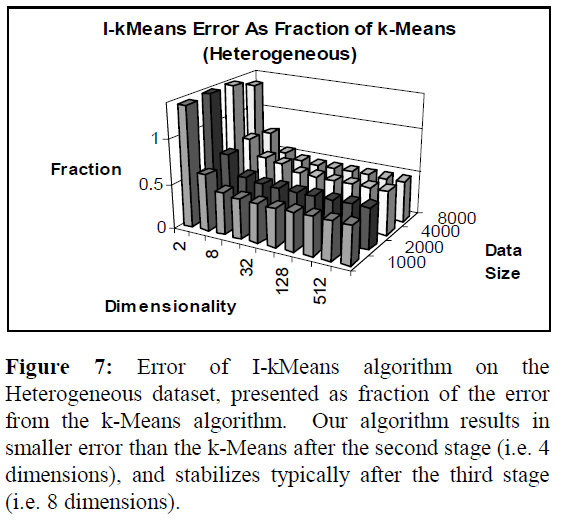 I-kMeans Error As Fraction of k-Means
(Heterogeneous)
1
0.5
0
Fraction
2
8
32
128
512
Dimensionality
8000
4000
2000
1000
Data
Size
Figure 7: Error of I-kMeans algorithm on the
Heterogeneous dataset, presented as fraction of the error
from the k-Means algorithm. Our algorithm results in
smaller error than the k-Means after the second stage (i.e. 4
dimensions), and stabilizes typically after the third stage
(i.e. 8 dimensions).